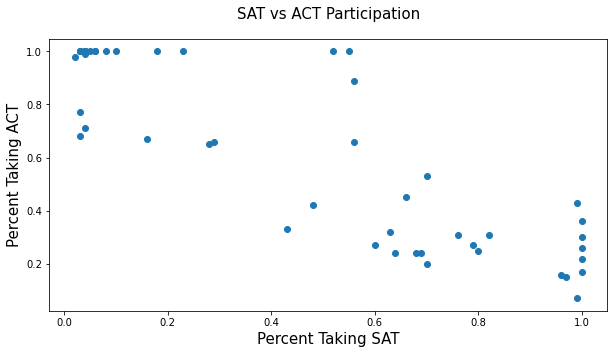 SAT vs ACT Participation
1.0
0.8
0.6
0.4
0.2
Percent Taking ACT
0.0 0.2 0.4 0.6 0.8 1.0
Percent Taking SAT